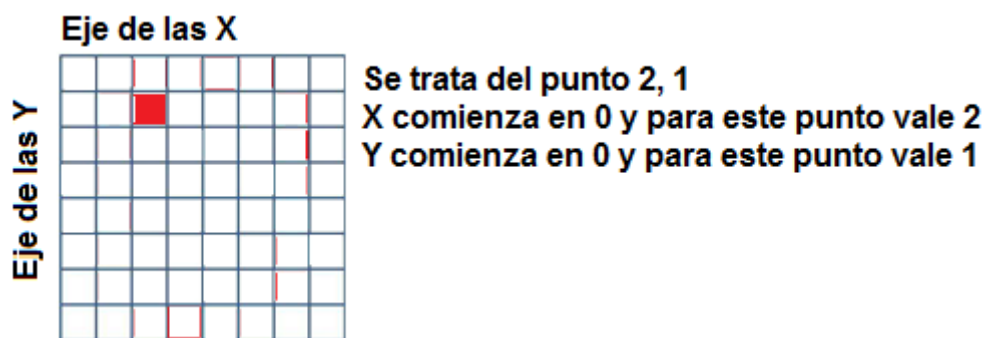 Eje de las X
Eje de las Y
Se trata del punto 2, 1
X comienza en 0 y para este punto vale 2
Y comienza en 0 y para este punto vale 1